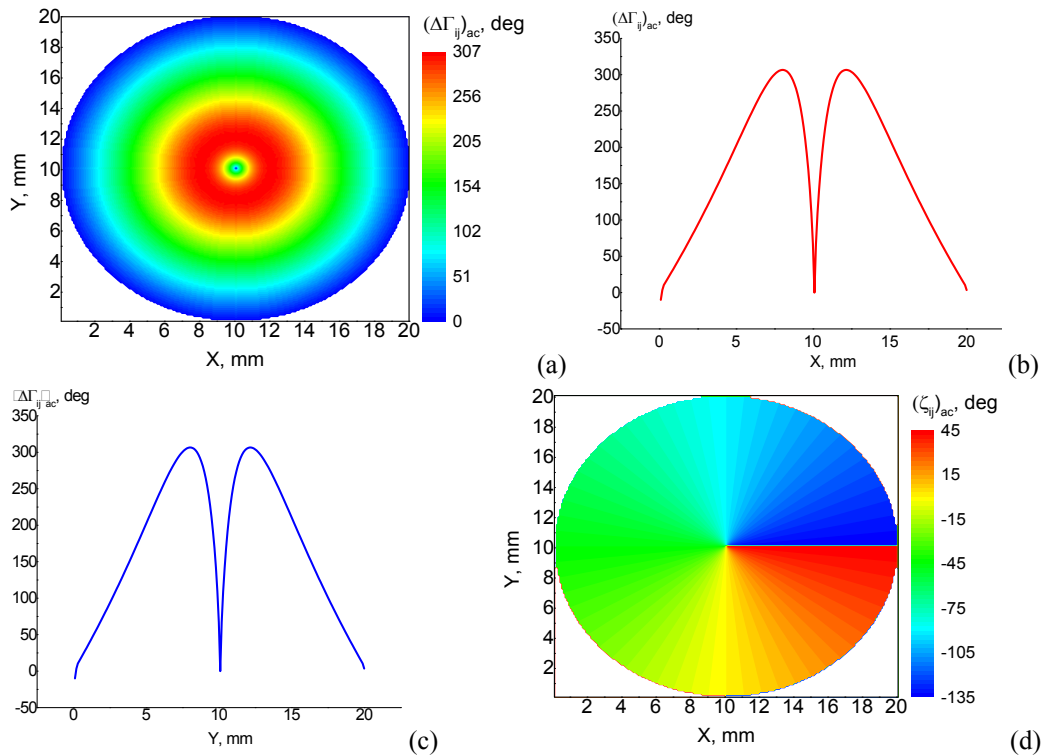 (ΔΓij)ac, deg
20
18
16
14
12
10
8
6
4
2
Y, mm
2 4 6 8 10 12 14 16 18 20
X, mm
307
256
205
154
102
51
0
(a)
(ΔΓij)ac, deg
350
300
250
200
150
100
50
0
-50
0 5 10 15 20
X, mm
(b)
ΔΓij ac, deg
350
300
250
200
150
100
50
0
-50
0 5 10 15 20
Y, mm
(c)
(ζij)ac, deg
20
18
16
14
12
10
8
6
4
2
Y, mm
2 4 6 8 10 12 14 16 18 20
X, mm
45
15
-15
-45
-75
-105
-135
(d)